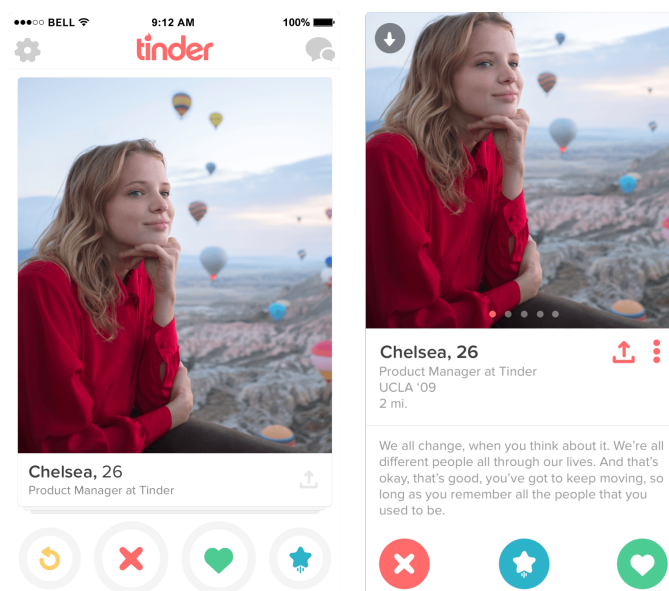 BELL 9:12 AM 100%
tinder
Chelsea, 26
Product Manager at Tinder
Chelsea, 26
Product Manager at Tinder
UCLA ‘09
2 mi.
We all change, when you think about it. We're all
different people all through our lives. And that's
okay, that's good, you've got to keep moving, so
long as you remember all the people that you
used to be.